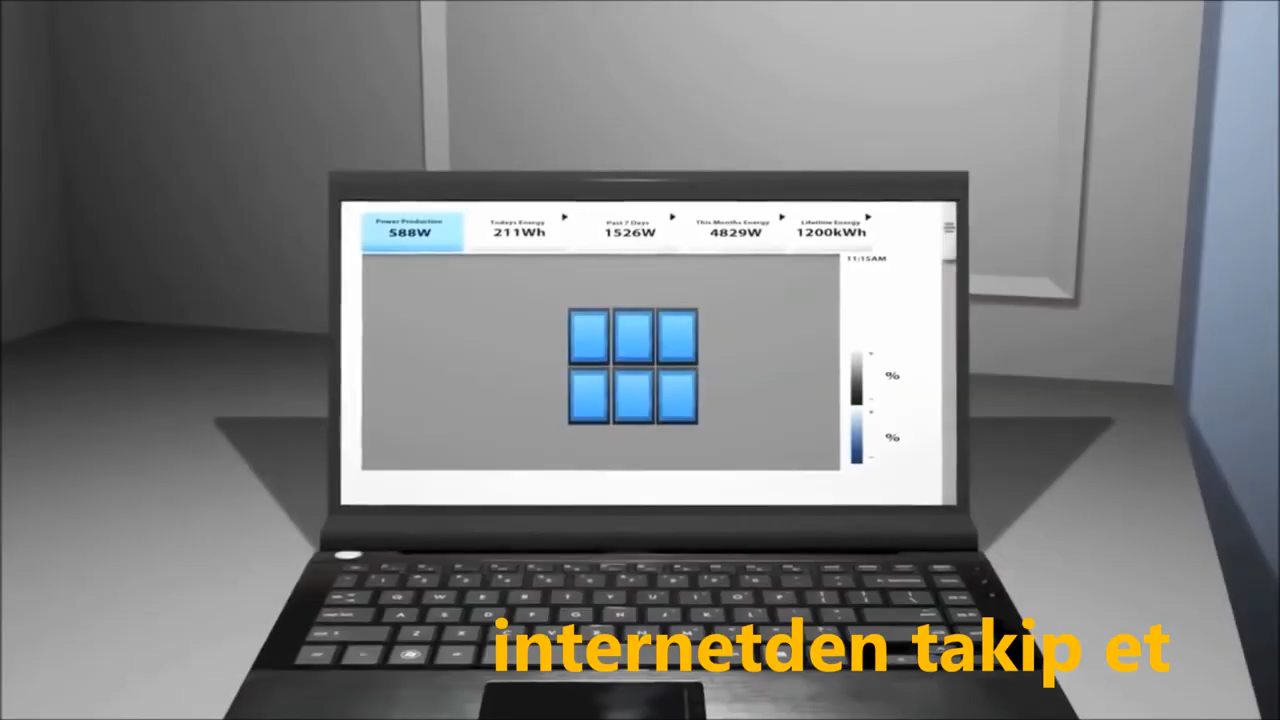 Power Production
588W
Todays Energy
211Wh
Past 7 Days
1526W
This Months Energy
4829W
Lifetime Energy
1200kWh
11:15AM
%
%
Q W E R T Y U I O P
A S D F G H J K L
Z X C V B
internetden takip et